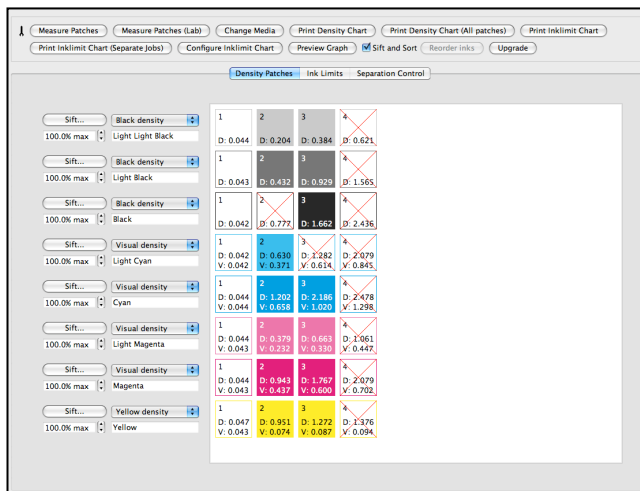 Measure Patches Measure Patches (Lab) Change Media Print Density Chart Print Density Chart (All patches) Print Inklimit Chart
Print Inklimit Chart (Separate Jobs) Configure Inklimit Chart Preview Graph Sift and Sort Reorder inks Upgrade
Density Patches Ink Limits Separation Control
Sift... Black density 1 2 3 4
100.0% max Light Light Black D: 0.044 D: 0.204 D: 0.384 D: 0.621
Sift... Black density 1 2 3 4
100.0% max Light Black D: 0.043 D: 0.432 D: 0.929 D: 1.565
Sift... Black density 1 2 3 4
100.0% max Black D: 0.042 D: 0.777 D: 1.662 D: 2.436
Sift... Visual density 1 2 3 4
D: 0.042 D: 0.630 D: 1.282 D: 2.079
100.0% max Light Cyan V: 0.042 V: 0.371 V: 0.614 V: 0.845
Sift... Visual density 1 2 3 4
D: 0.044 D: 1.202 D: 2.186 D: 2.478
100.0% max Cyan V: 0.044 V: 0.658 V: 1.020 V: 1.298
Sift... Visual density 1 2 3 4
D: 0.044 D: 0.379 D: 0.663 D: 1.061
100.0% max Light Magenta V: 0.043 V: 0.232 V: 0.330 V: 0.447
Sift... Visual density 1 2 3 4
D: 0.044 D: 0.943 D: 1.767 D: 2.079
100.0% max Magenta V: 0.043 V: 0.437 V: 0.600 V: 0.702
Sift... Yellow density 1 2 3 4
D: 0.047 D: 0.951 D: 1.272 D: 1.376
100.0% max Yellow V: 0.043 V: 0.074 V: 0.087 V: 0.094